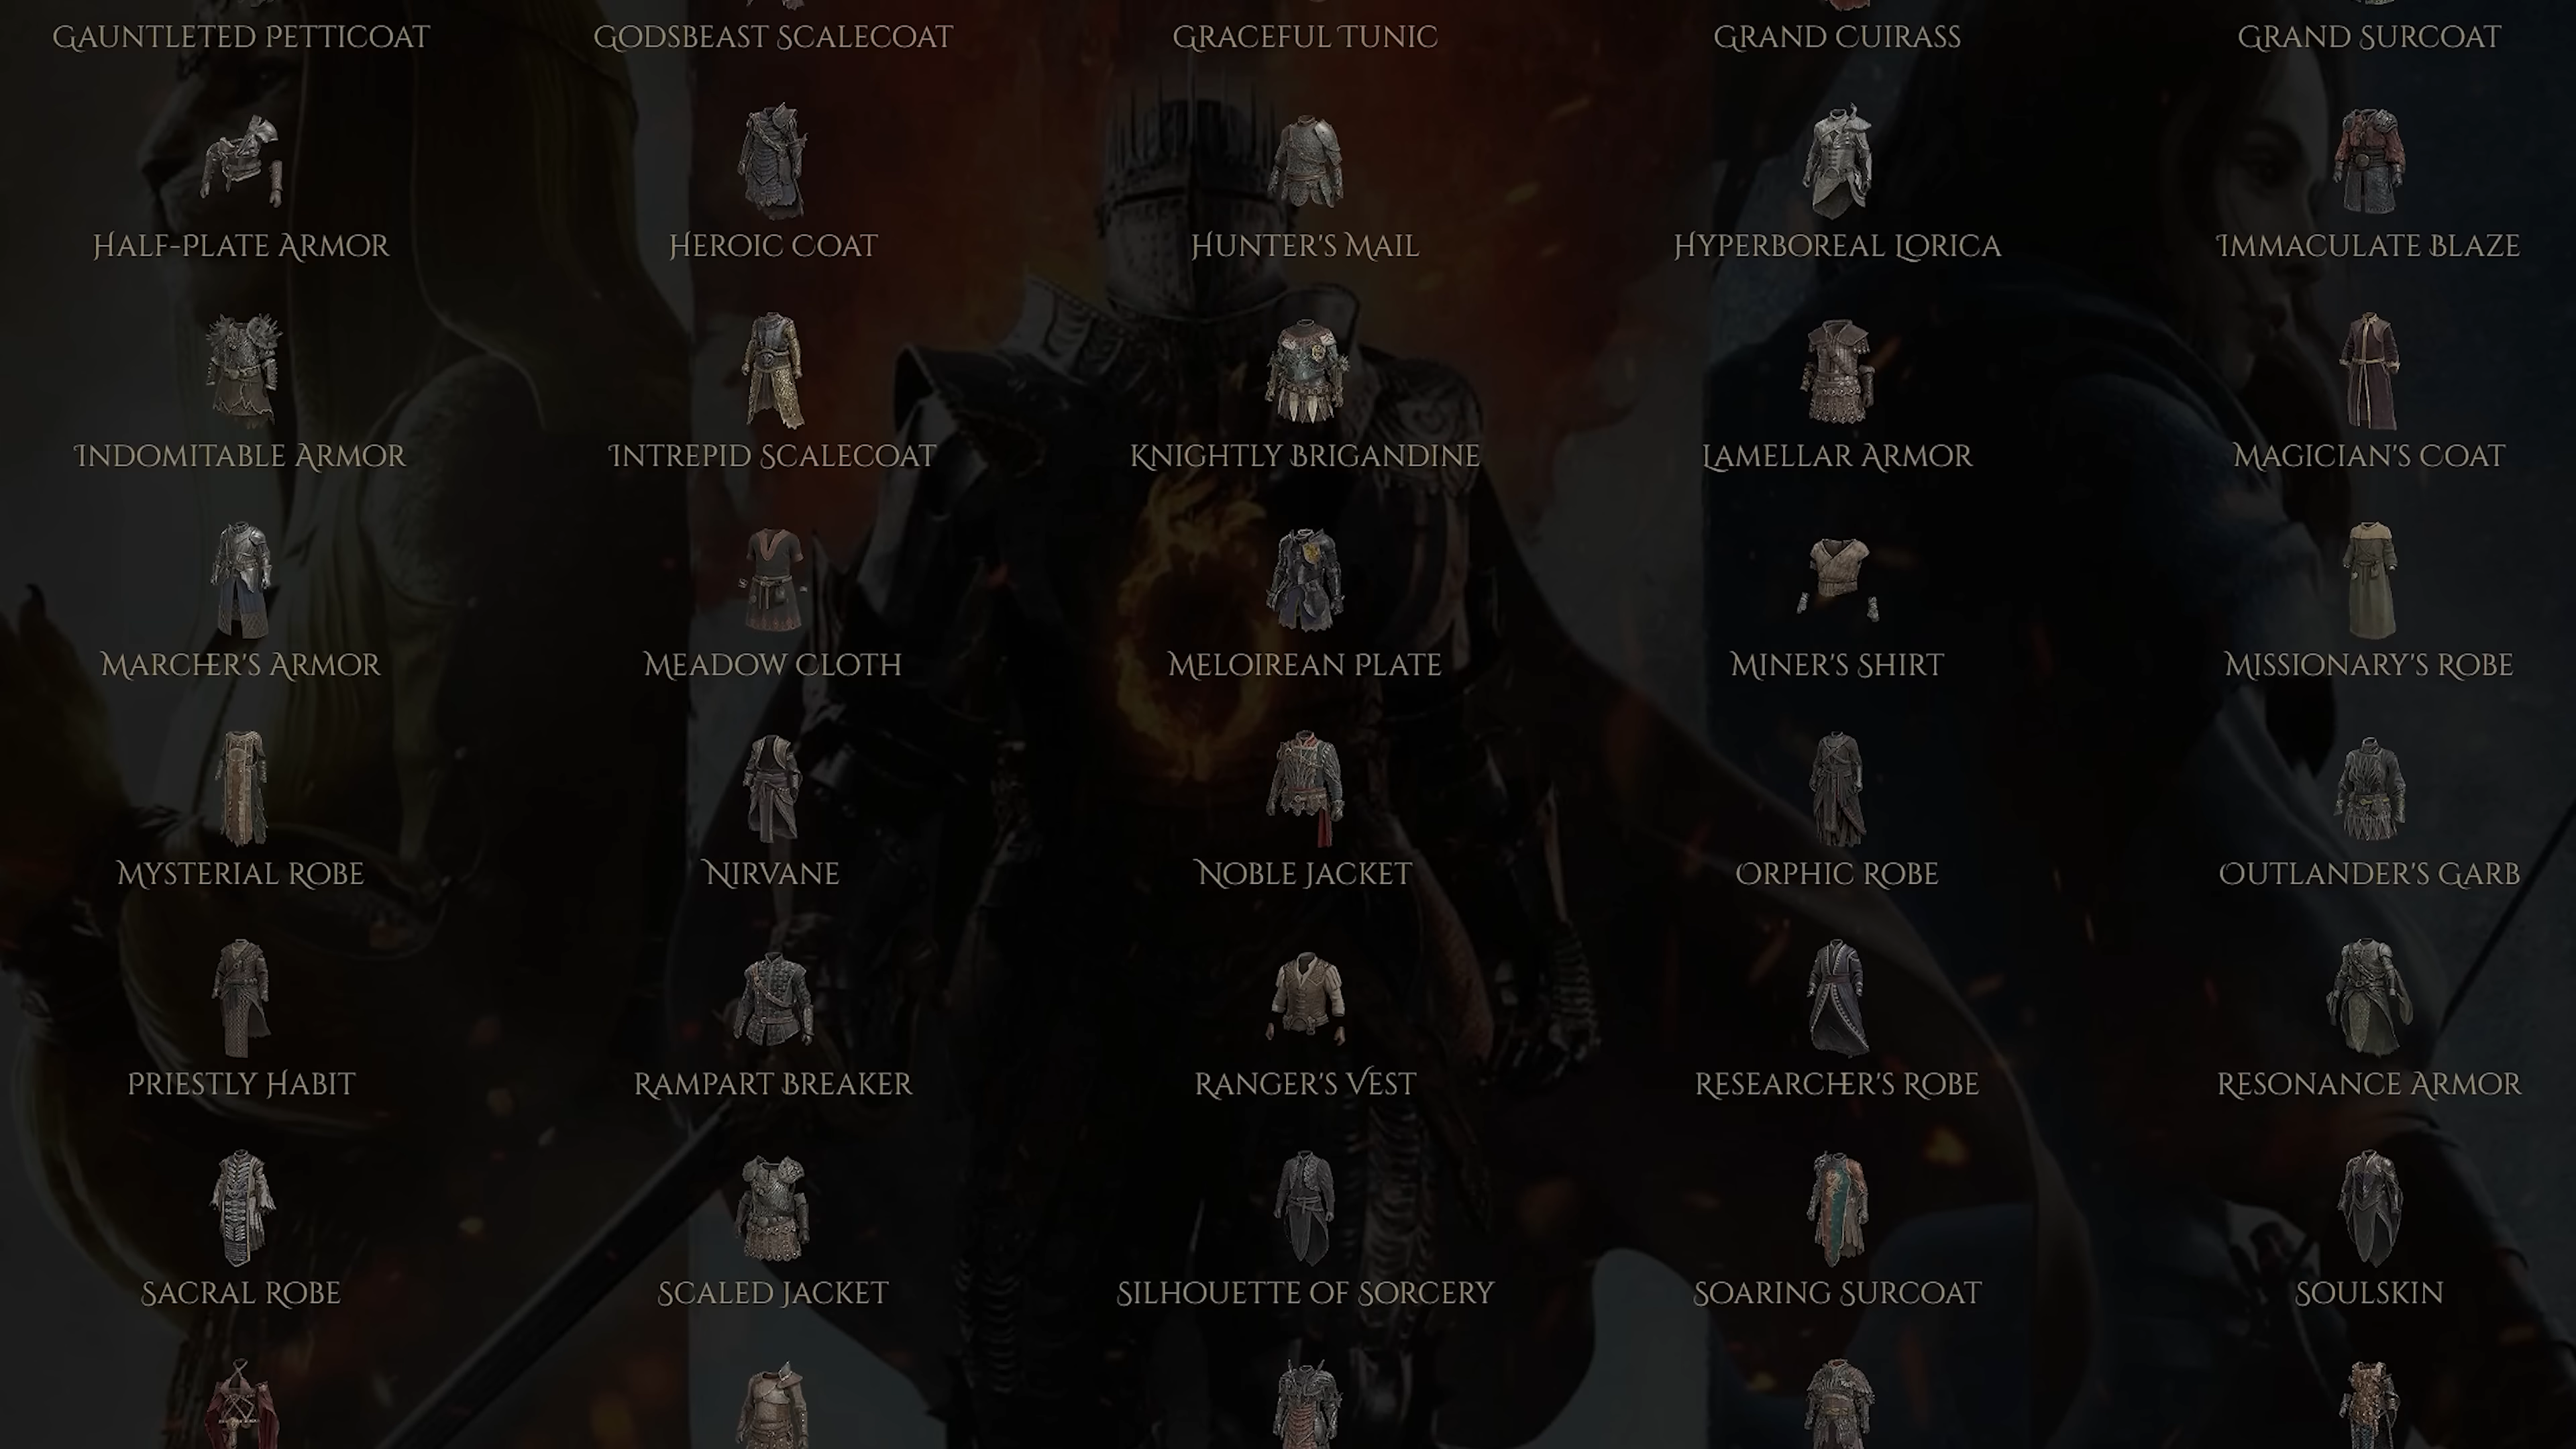 GAUNTLETED PETTICOAT
GODSBEAST SCALECOAT
GRACEFUL TUNIC
GRAND CUIRASS
GRAND SURCOAT
HALF-PLATE ARMOR
HEROIC COAT
HUNTER'S MAIL
HYPERBOREAL LORICA
IMMACULATE BLAZE
INDOMITABLE ARMOR
INTREPID SCALECOAT
KNIGHTLY BRIGANDINE
LAMELLAR ARMOR
MAGICIAN'S COAT
MARCHER'S ARMOR
MEADOW CLOTH
MELOIREAN PLATE
MINER'S SHIRT
MISSIONARY'S ROBE
MYSTERIAL ROBE
NIRVANE
NOBLE JACKET
ORPHIC ROBE
OUTLANDER'S GARB
PRIESTLY HABIT
RAMPART BREAKER
RANGER'S VEST
RESEARCHER'S ROBE
RESONANCE ARMOR
SACRAL ROBE
SCALED JACKET
SILHOUETTE OF SORCERY
SOARING SURCOAT
SOULSKIN